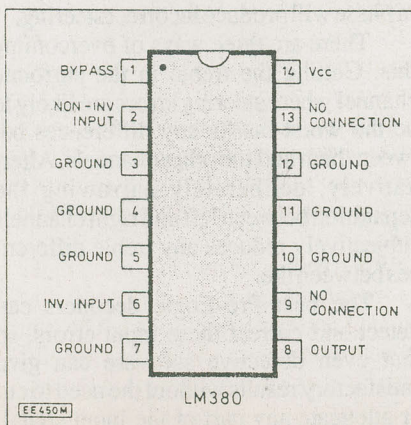 BYPASS 1
NON-INV
INPUT 2
GROUND 3
GROUND 4
GROUND 5
INV. INPUT 6
GROUND 7
14 Vcc
13 NO
CONNECTION
12 GROUND
11 GROUND
10 GROUND
9 NO
CONNECTION
8 OUTPUT
LM380
EE450M